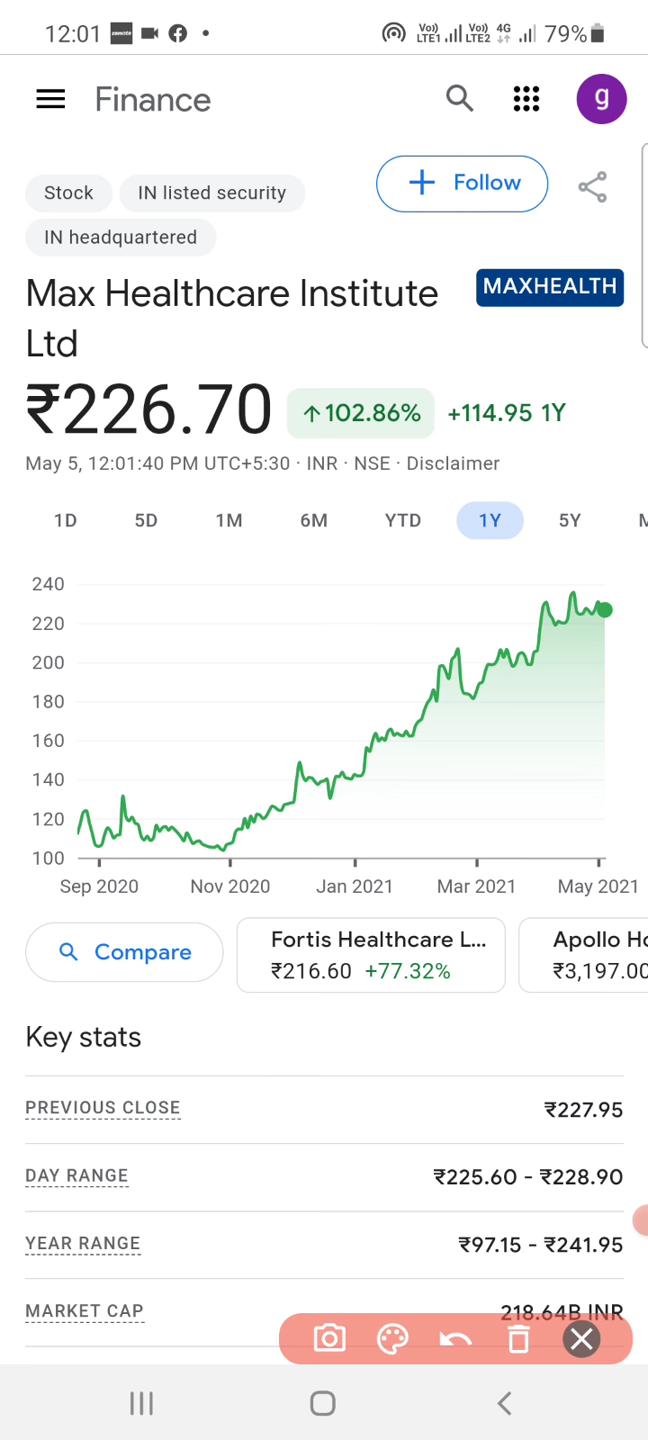 12:01
Vo)) LTE1 Vo)) LTE2 4G 79%
Finance
g
Stock
IN listed security
+ Follow
IN headquartered
Max Healthcare Institute
Ltd
MAXHEALTH
₹226.70 ↑102.86% +114.95 1Y
May 5, 12:01:40 PM UTC+5:30 · INR · NSE · Disclaimer
1D 5D 1M 6M YTD 1Y 5Y
240
220
200
180
160
140
120
100
Sep 2020 Nov 2020 Jan 2021 Mar 2021 May 2021
Compare
Fortis Healthcare L...
₹216.60 +77.32%
Apollo Ho
₹3,197.00
Key stats
PREVIOUS CLOSE ₹227.95
DAY RANGE ₹225.60 - ₹228.90
YEAR RANGE ₹97.15 - ₹241.95
MARKET CAP 218.64B INR